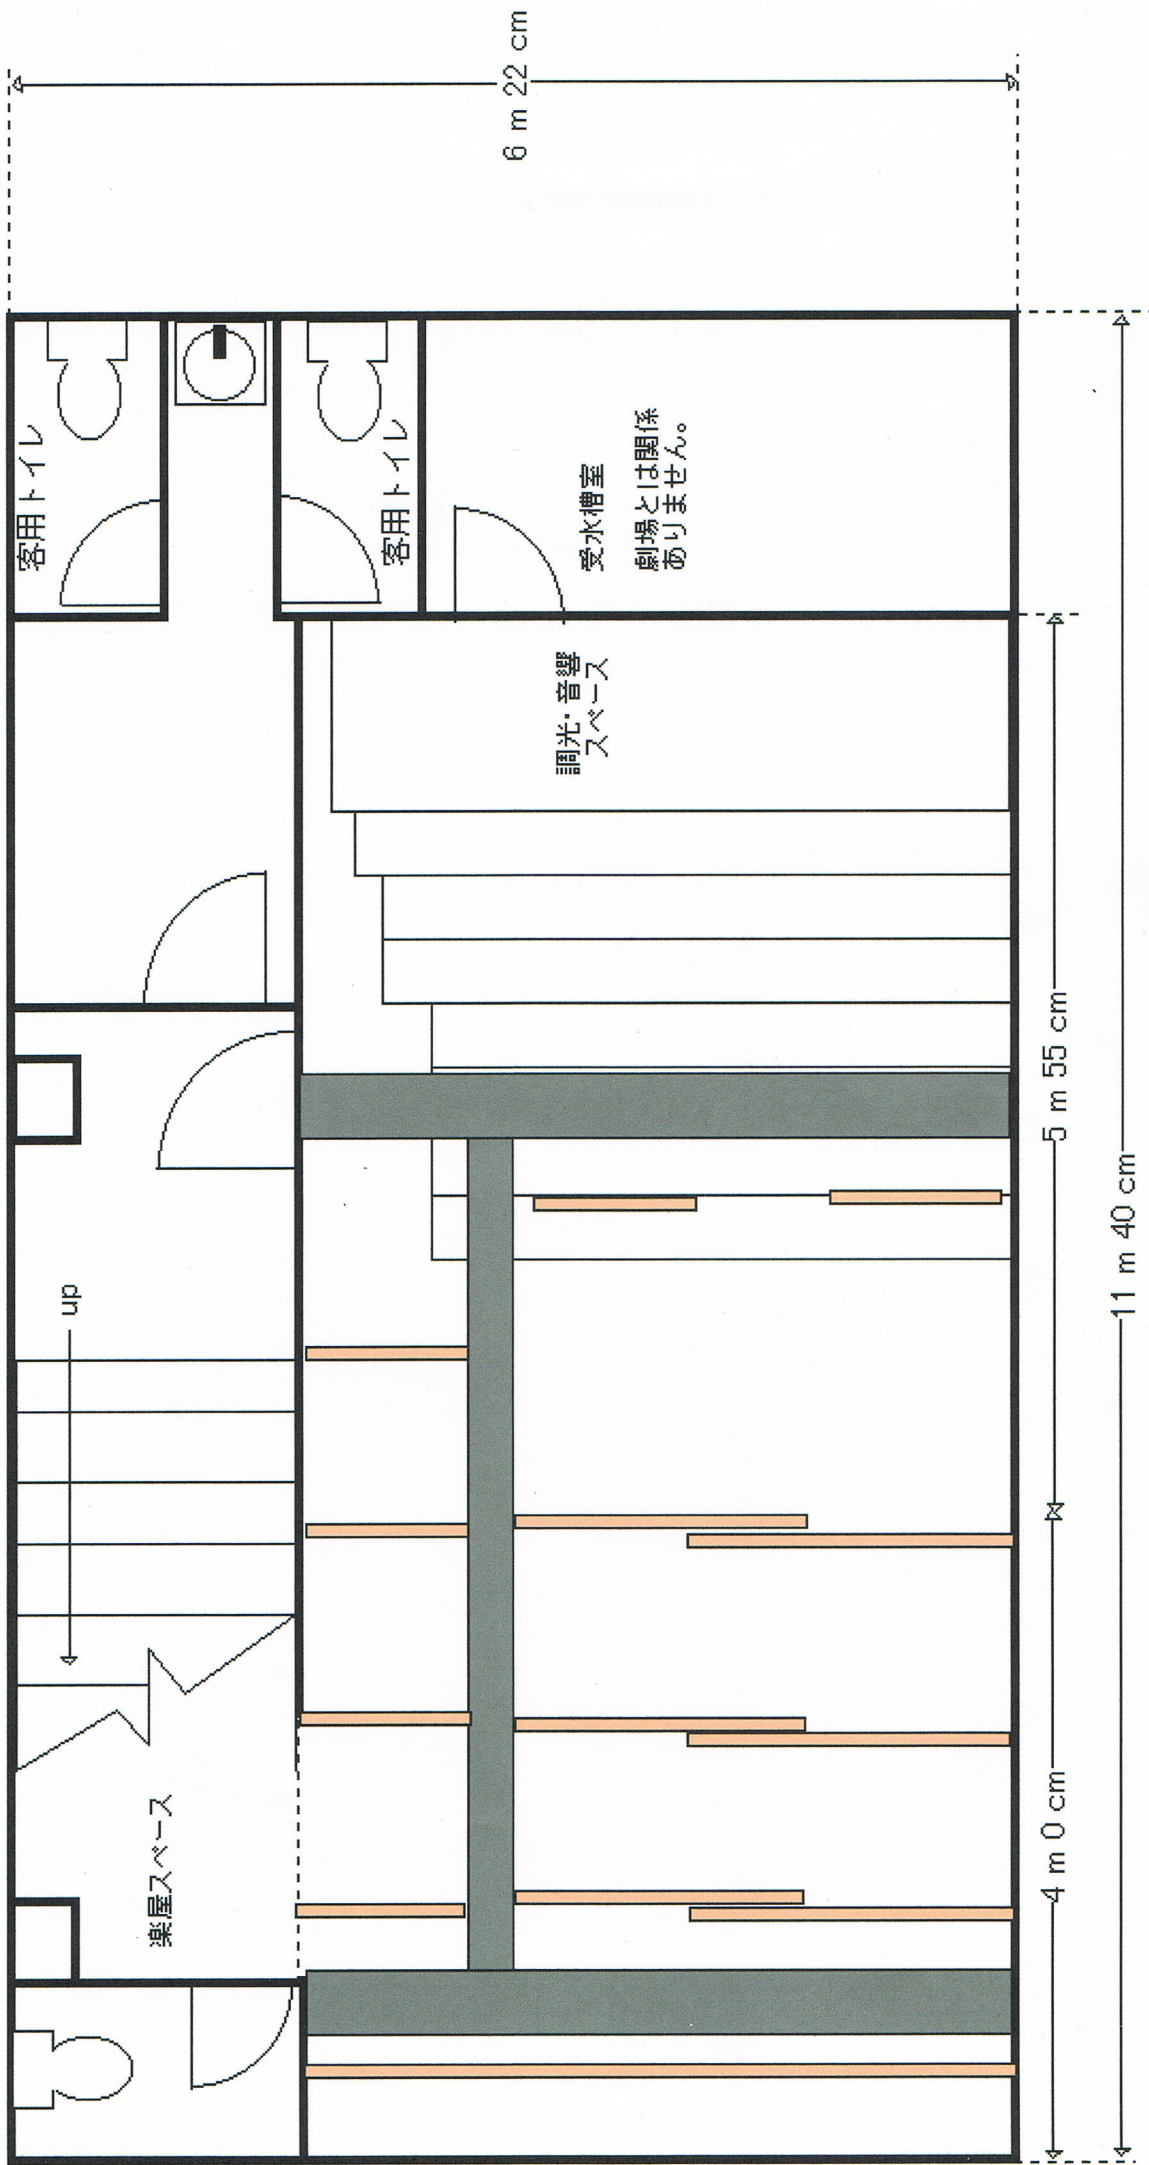 客用トイレ
客用トイレ
受水槽室
劇場とは関係
ありません。
調光・音響
スペース
up
楽屋スペース
6 m 22 cm
5 m 55 cm
4 m 0 cm
11 m 40 cm